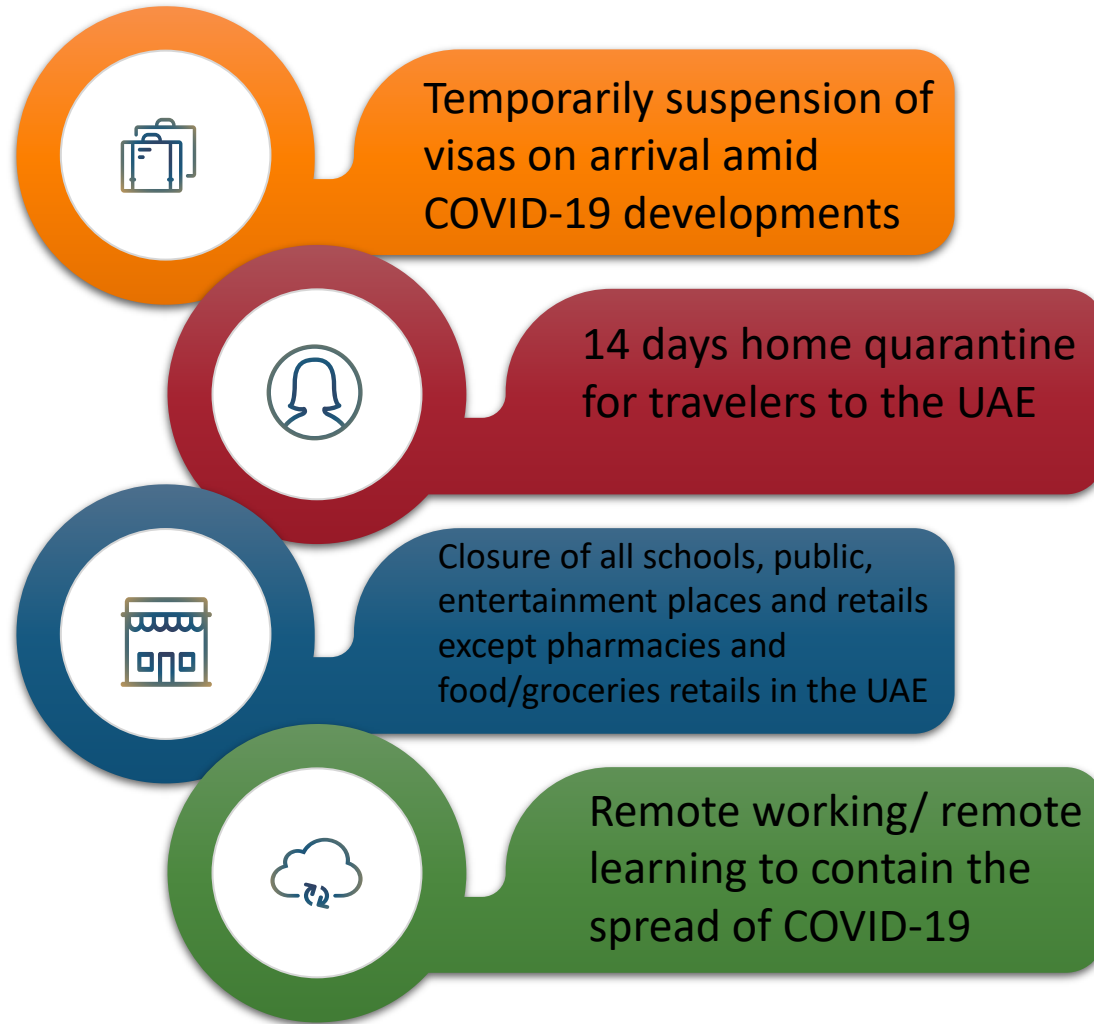 Temporarily suspension of
visas on arrival amid
COVID-19 developments
14 days home quarantine
for travelers to the UAE
Closure of all schools, public,
entertainment places and retails
except pharmacies and
food/groceries retails in the UAE
Remote working/ remote
learning to contain the
spread of COVID-19